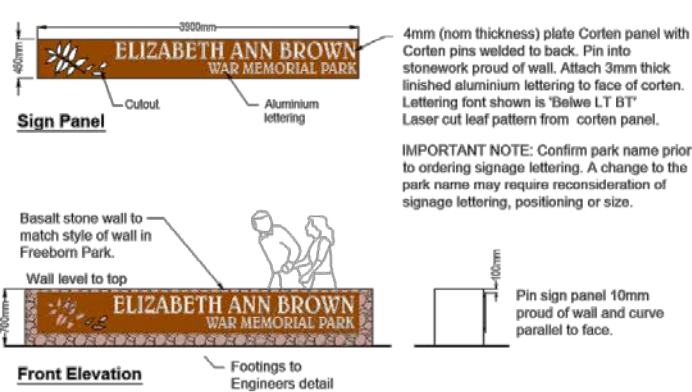 3900mm
450mm
ELIZABETH ANN BROWN
WAR MEMORIAL PARK
Cutout
Aluminium
lettering
Sign Panel
4mm (nom thickness) plate Corten panel with
Corten pins welded to back. Pin into
stonework proud of wall. Attach 3mm thick
linished aluminium lettering to face of corten.
Lettering font shown is 'Belwe LT BT'
Laser cut leaf pattern from corten panel.
IMPORTANT NOTE: Confirm park name prior
to ordering signage lettering. A change to the
park name may require reconsideration of
signage lettering, positioning or size.
Basalt stone wall to
match style of wall in
Freeborn Park.
Wall level to top
700mm
ELIZABETH ANN BROWN
WAR MEMORIAL PARK
Front Elevation
Footings to
Engineers detail
100mm
Pin sign panel 10mm
proud of wall and curve
parallel to face.